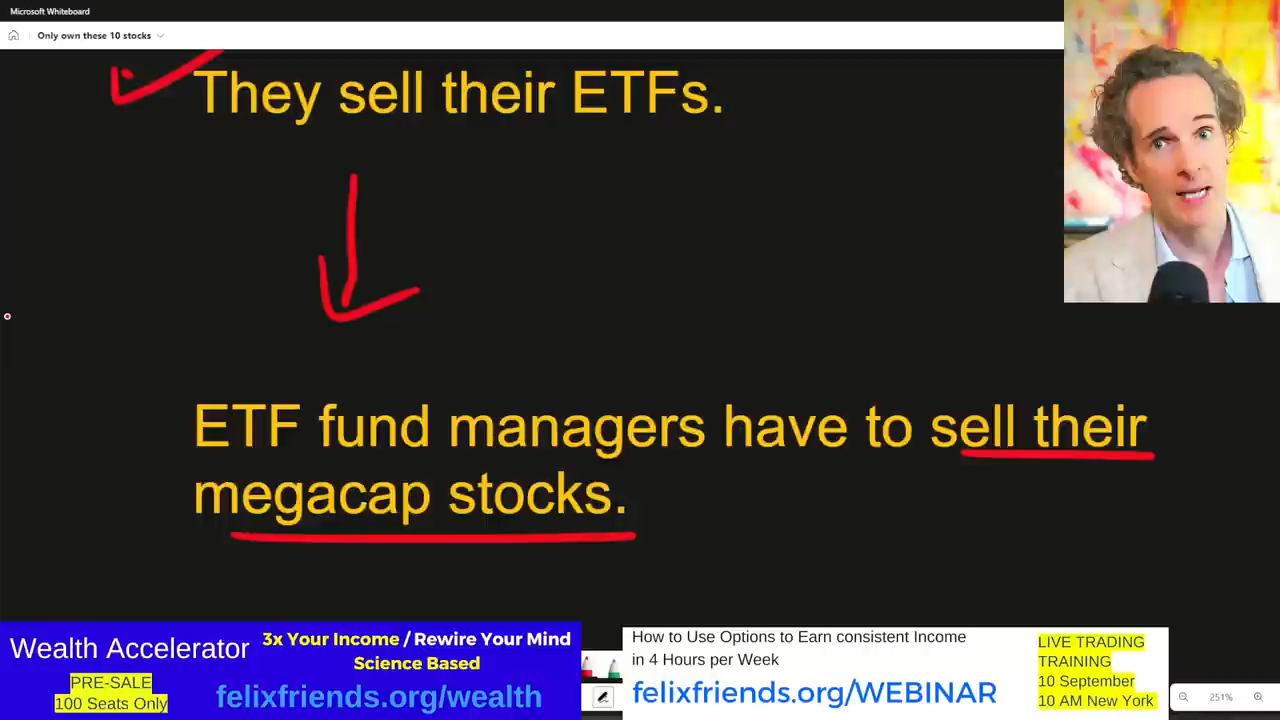 Microsoft Whiteboard
Only own these 10 stocks
They sell their ETFs.
ETF fund managers have to sell their
megacap stocks.
Wealth Accelerator
PRE-SALE
100 Seats Only
3x Your Income / Rewire Your Mind
Science Based
felixfriends.org/wealth
How to Use Options to Earn consistent Income
in 4 Hours per Week
felixfriends.org/WEBINAR
LIVE TRADING
TRAINING
10 September
10 AM New York
251%